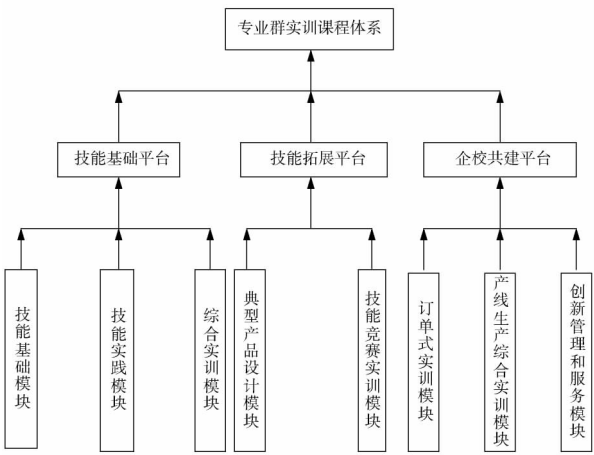 专业群实训课程体系
技能基础平台
技能拓展平台
企校共建平台
技能基础模块
技能实践模块
综合实训模块
典型产品设计模块
技能竞赛实训模块
订单式实训模块
产线生产综合实训模块
创新管理和服务模块